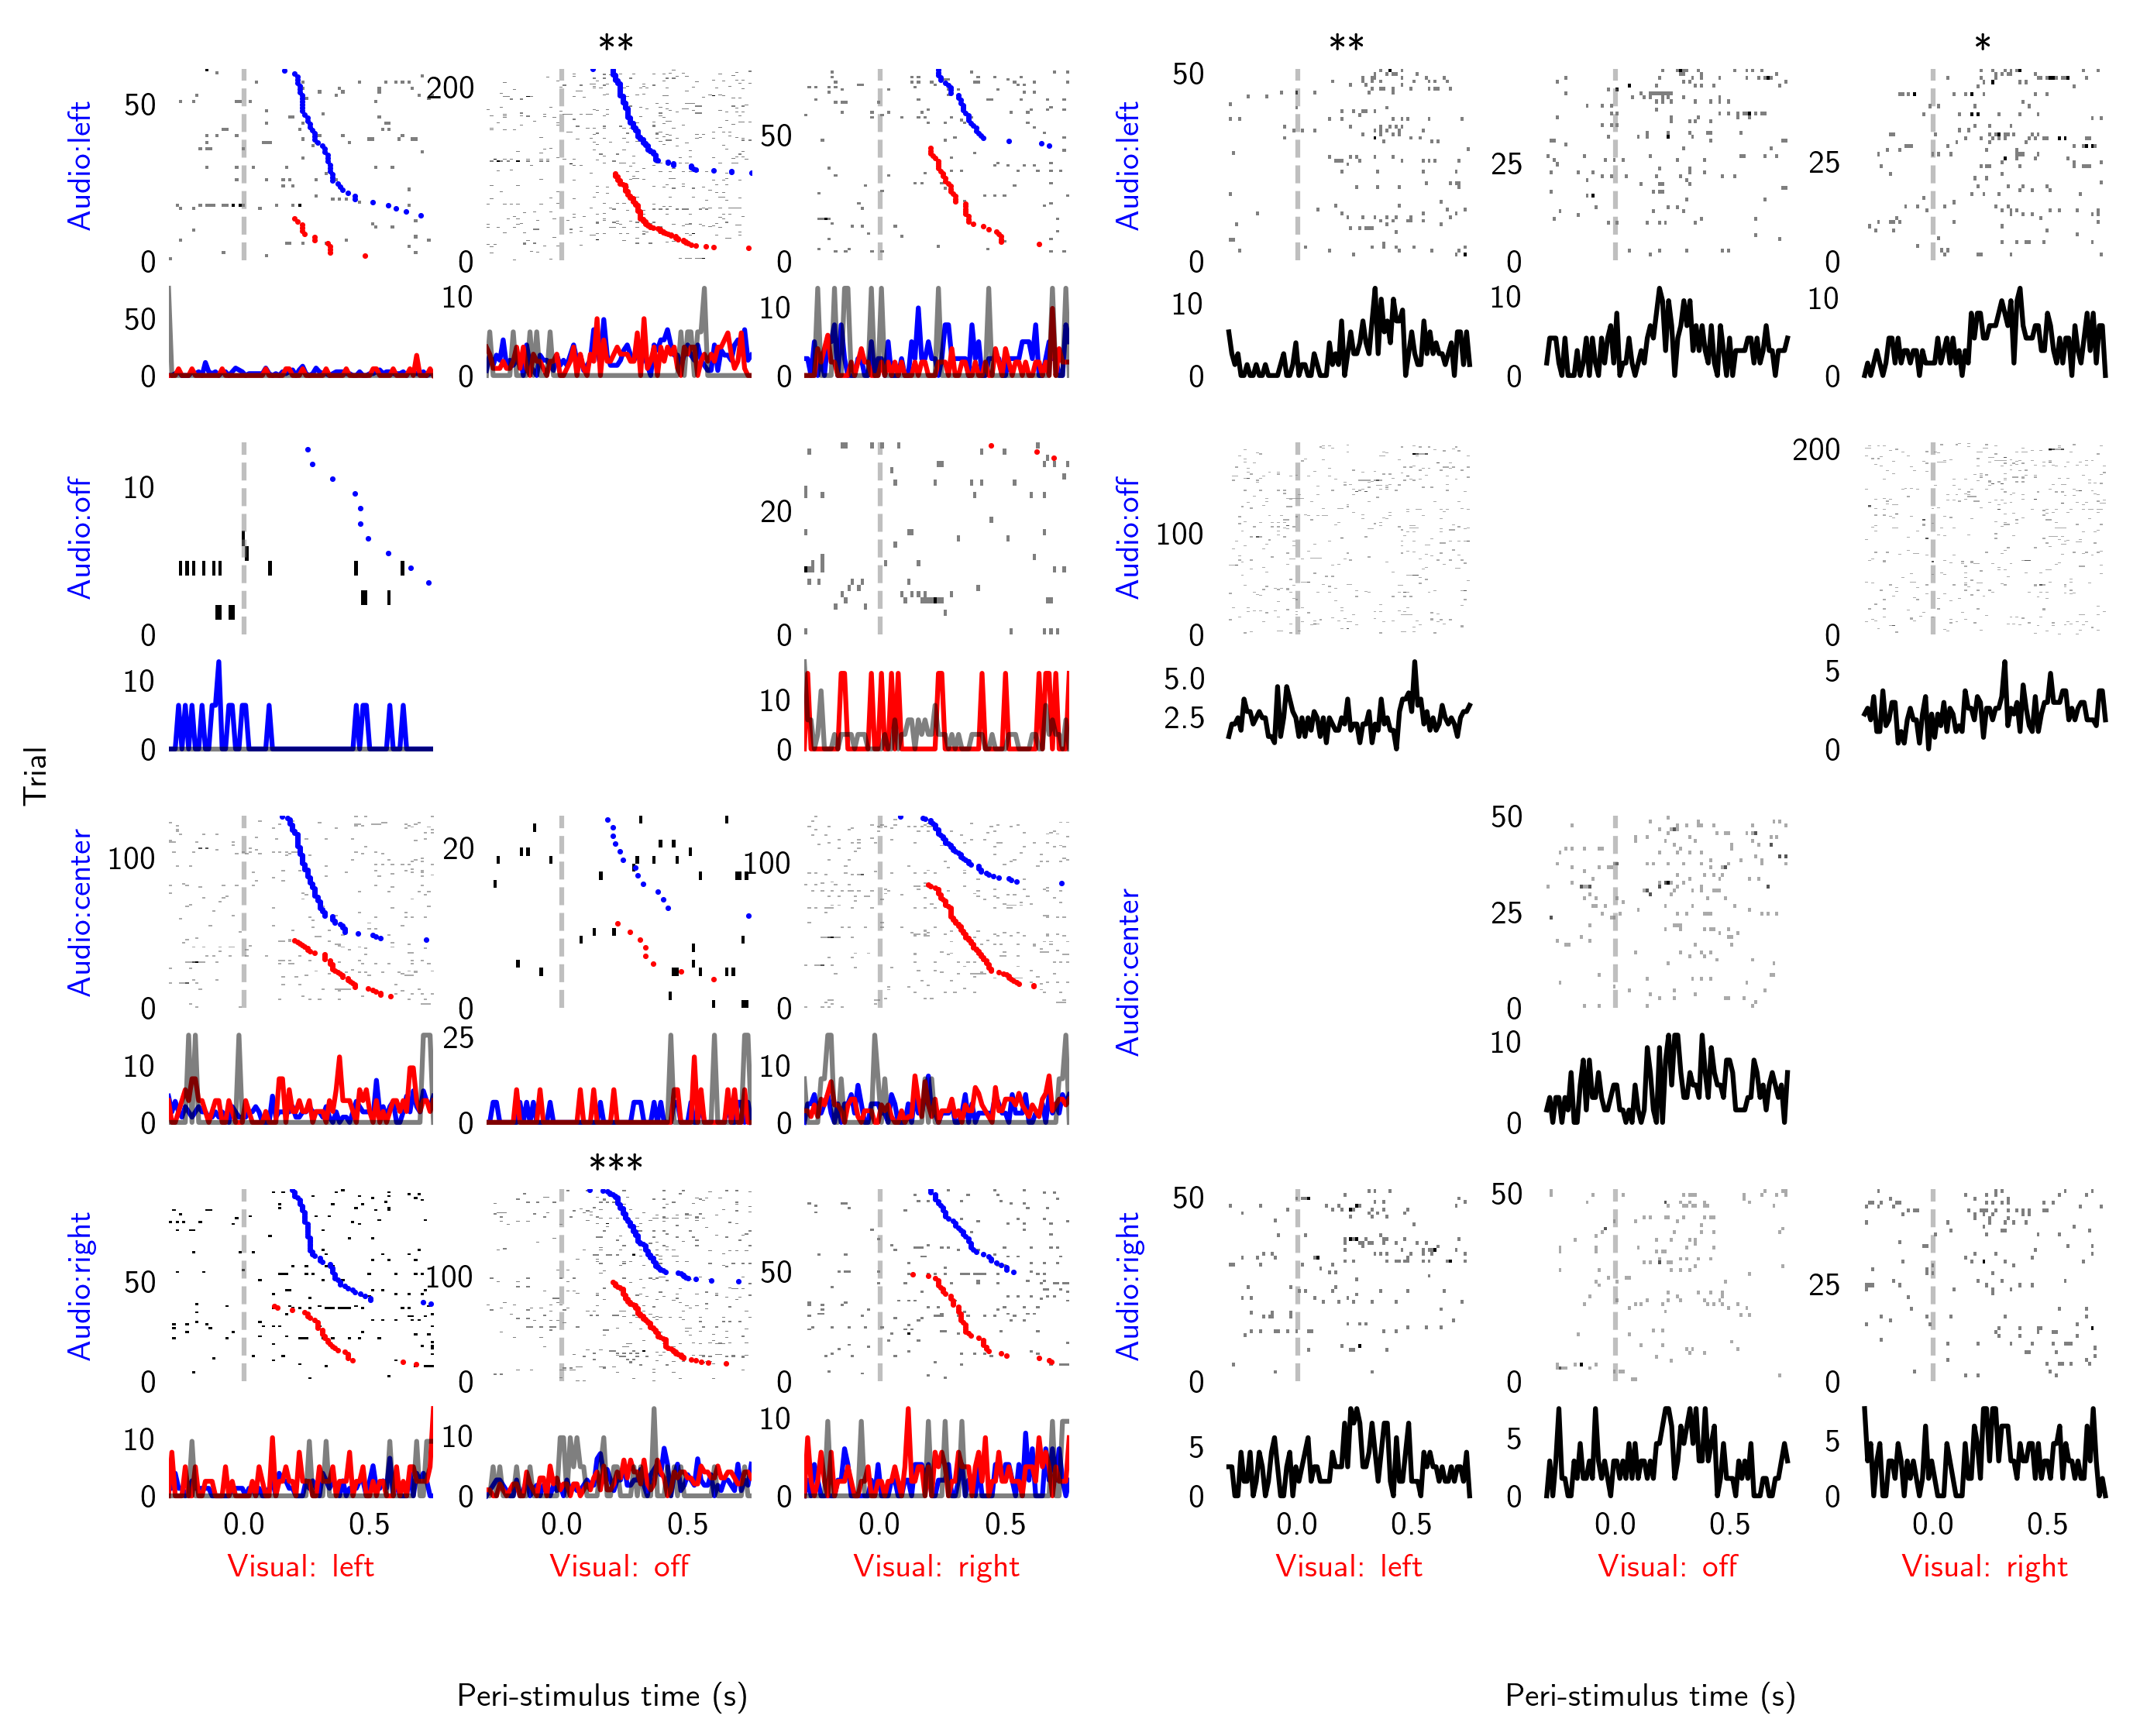 ** ** *
Audio:left 50 0 200 0 50 0 Audio:left 50 0 25 0 25 0
50 0 10 0 10 0 10 0 10 0 10 0
Audio:off 10 0 20 0 Audio:off 100 0 200 0
10 0 10 0 5.0 2.5 5 0
Trial
Audio:center 100 0 20 0 100 0 Audio:center 50 25 0
10 0 25 0 10 0 10 0
***
Audio:right 50 0 100 0 50 0 Audio:right 50 0 50 0 25 0
10 0 10 0 10 0 5 0 5 0 5 0
0.0 0.5 0.0 0.5 0.0 0.5 0.0 0.5 0.0 0.5 0.0 0.5
Visual: left Visual: off Visual: right Visual: left Visual: off Visual: right
Peri-stimulus time (s) Peri-stimulus time (s)